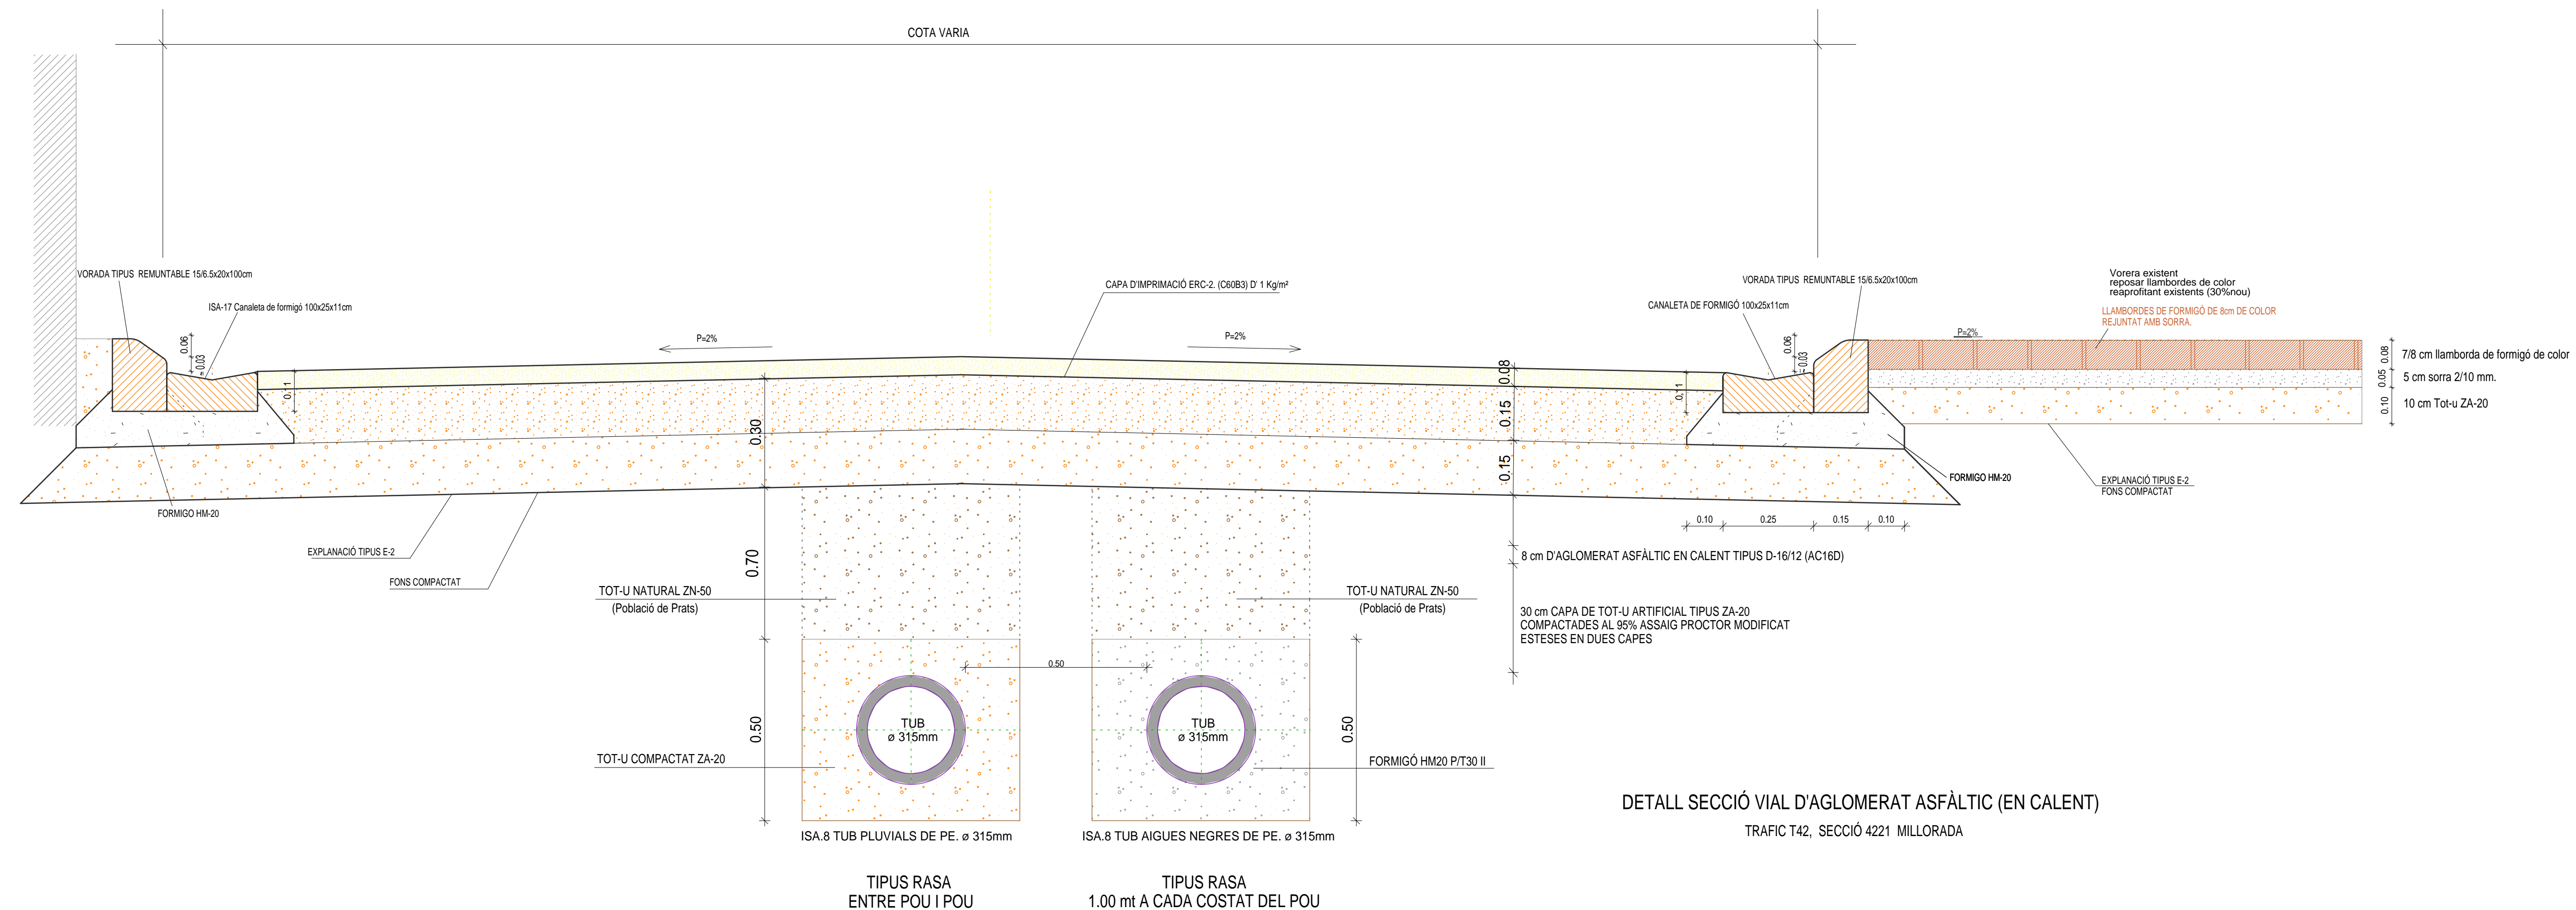 COTA VARIA
VORADA TIPUS  REMUNTABLE 15/6.5x20x100cm
ISA-17 Canaleta de formigó 100x25x11cm
0.06
0.03
0.11
P=2%
CAPA D'IMPRIMACIÓ ERC-2. (C60B3) D' 1 Kg/m²
P=2%
CANALETA DE FORMIGÓ 100x25x11cm
VORADA TIPUS  REMUNTABLE 15/6.5x20x100cm
0.06
0.03
0.11
0.08
0.15
0.15
Vorera existent
reposar llambordes de color
reaprofitant existents (30%nou)
LLAMBORDES DE FORMIGÓ DE 8cm DE COLOR
REJUNTAT AMB SORRA.
P=2%
0.08
7/8 cm llamborda de formigó de color
0.05
5 cm sorra 2/10 mm.
0.10
10 cm Tot-u ZA-20
0.30
FORMIGO HM-20
FORMIGO HM-20
EXPLANACIÓ TIPUS E-2
FONS COMPACTAT
0.10
0.25
0.15
0.10
EXPLANACIÓ TIPUS E-2
FONS COMPACTAT
0.70
8 cm D'AGLOMERAT ASFÀLTIC EN CALENT TIPUS D-16/12 (AC16D)
TOT-U NATURAL ZN-50
(Població de Prats)
TOT-U NATURAL ZN-50
(Població de Prats)
30 cm CAPA DE TOT-U ARTIFICIAL TIPUS ZA-20
COMPACTADES AL 95% ASSAIG PROCTOR MODIFICAT
ESTESES EN DUES CAPES
0.50
0.50
TUB
ø 315mm
TUB
ø 315mm
0.50
TOT-U COMPACTAT ZA-20
FORMIGÓ HM20 P/T30 II
ISA.8 TUB PLUVIALS DE PE. ø 315mm
ISA.8 TUB AIGUES NEGRES DE PE. ø 315mm
DETALL SECCIÓ VIAL D'AGLOMERAT ASFÀLTIC (EN CALENT)
TRAFIC T42,  SECCIÓ 4221  MILLORADA
TIPUS RASA
ENTRE POU I POU
TIPUS RASA
1.00 mt A CADA COSTAT DEL POU